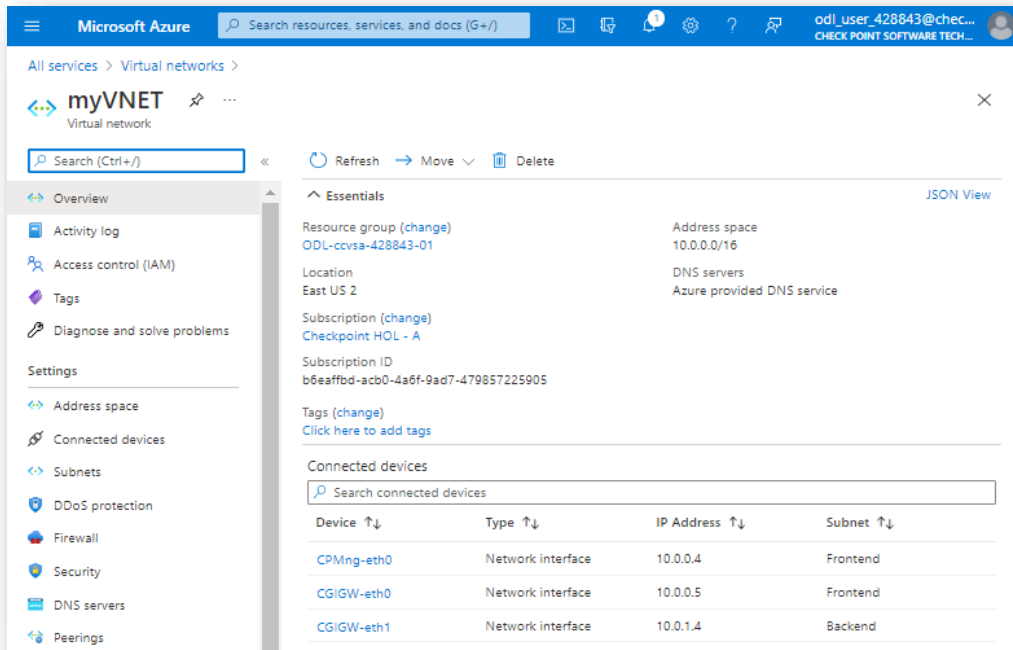 Microsoft Azure
Search resources, services, and docs (G+/)
1
odl_user_428843@chec...
CHECK POINT SOFTWARE TECH...
All services > Virtual networks >
myVNET
Virtual network
Search (Ctrl+/)
Refresh
Move
Delete
Overview
Activity log
Access control (IAM)
Tags
Diagnose and solve problems
Settings
Address space
Connected devices
Subnets
DDoS protection
Firewall
Security
DNS servers
Peerings
Essentials
JSON View
Resource group (change)
ODL-ccvsa-428843-01
Location
East US 2
Subscription (change)
Checkpoint HOL - A
Subscription ID
b6eaffbd-acb0-4a6f-9ad7-479857225905
Tags (change)
Click here to add tags
Address space
10.0.0.0/16
DNS servers
Azure provided DNS service
Connected devices
Search connected devices
Device ↑↓ Type ↑↓ IP Address ↑↓ Subnet ↑↓
CPMng-eth0 Network interface 10.0.0.4 Frontend
CGIGW-eth0 Network interface 10.0.0.5 Frontend
CGIGW-eth1 Network interface 10.0.1.4 Backend